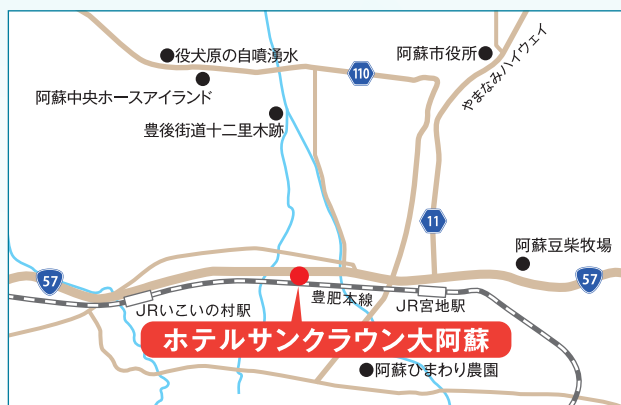 役犬原の自噴湧水
阿蘇市役所
やまなみハイウェイ
110
阿蘇中央ホースアイランド
豊後街道十二里木跡
11
阿蘇豆柴牧場
57
57
豊肥本線
JRいこいの村駅
JR宮地駅
ホテルサンクラウン大阿蘇
阿蘇ひまわり農園